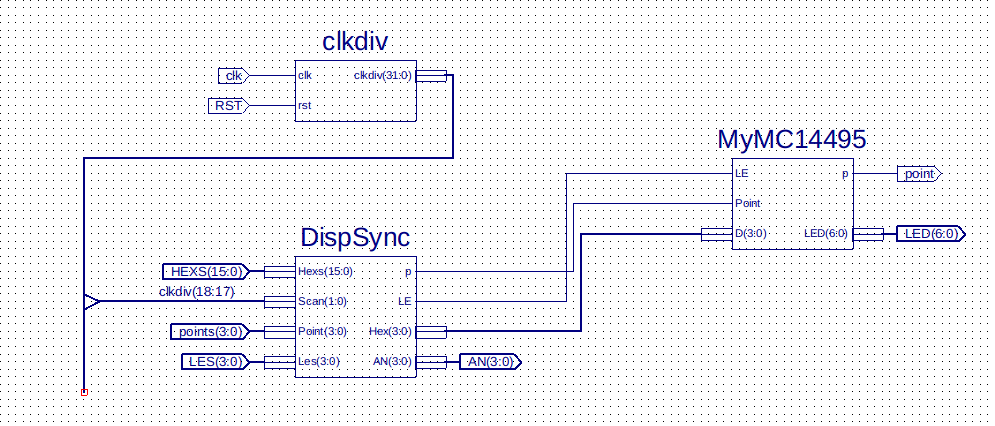 clkdiv
clk
clk
clkdiv(31:0)
RST
rst
MyMC14495
LE
p
point
Point
D(3:0)
LED(6:0)
LED(6:0)
DispSync
HEXS(15:0)
Hexs(15:0)
p
clkdiv(18:17)
Scan(1:0)
LE
points(3:0)
Point(3:0)
Hex(3:0)
LES(3:0)
Les(3:0)
AN(3:0)
AN(3:0)